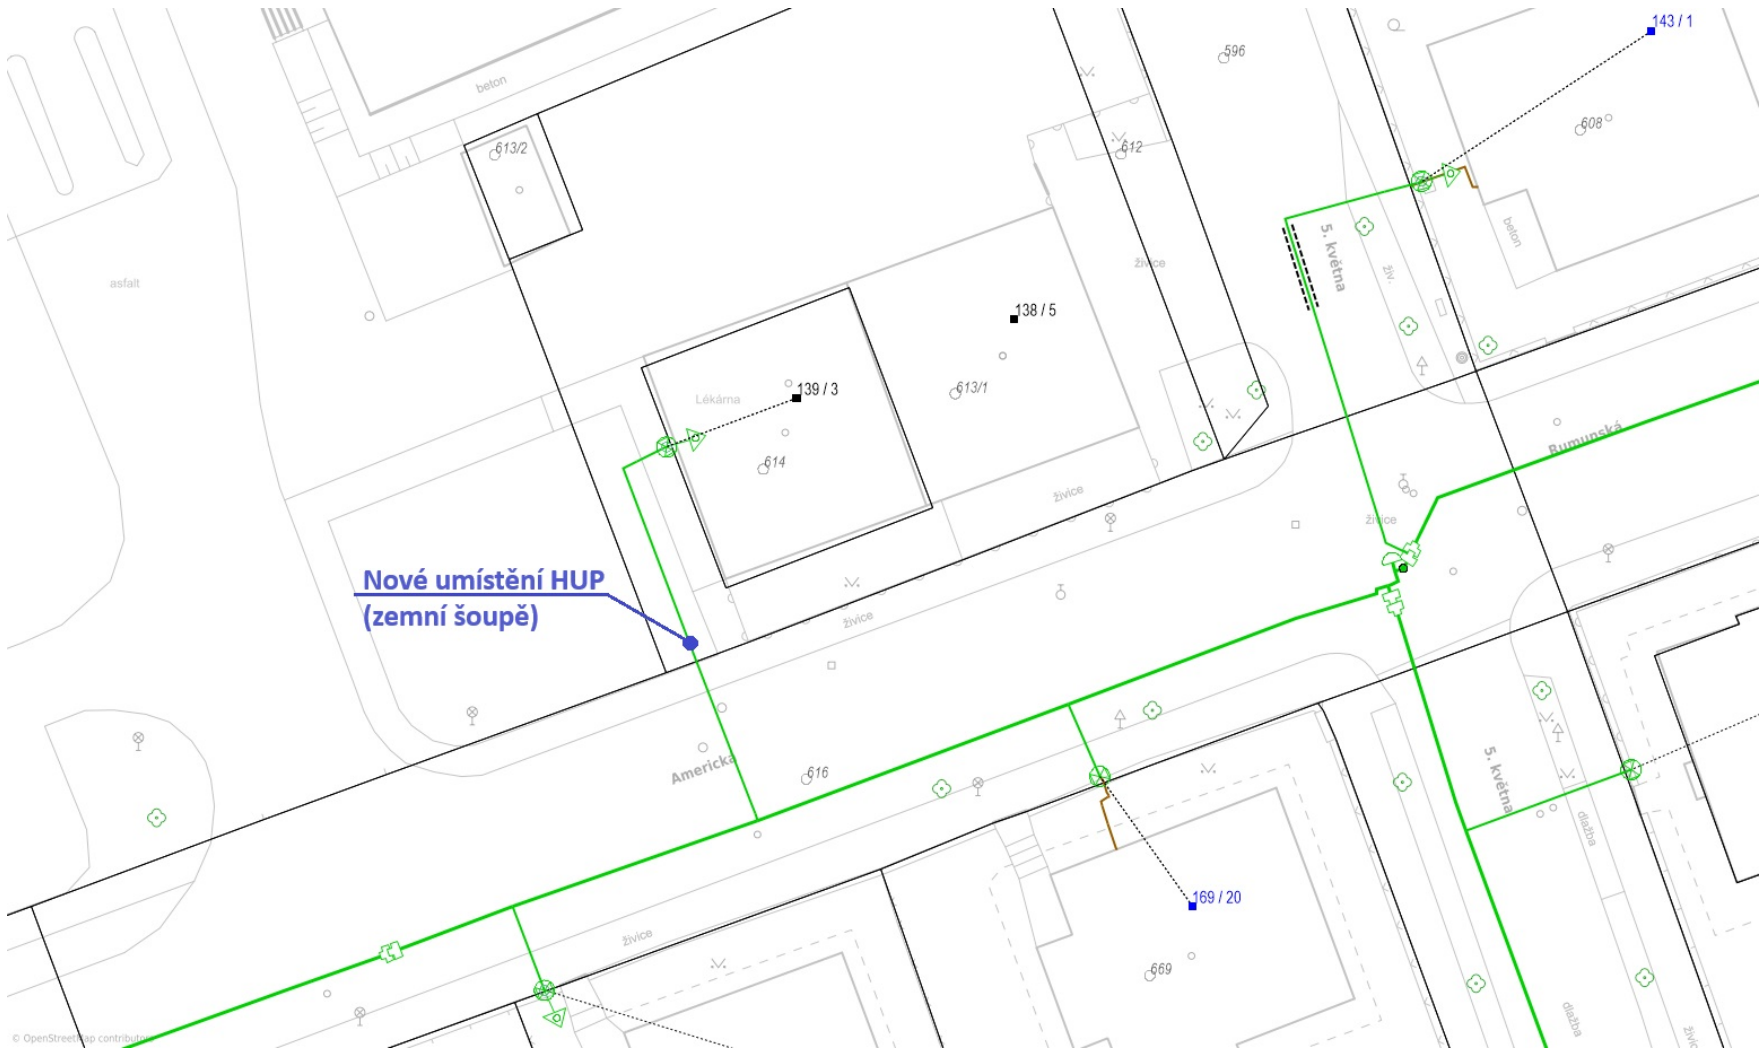 143 / 1
596
beton
608
612
613/2
beton
5. května
živ.
živice
asfalt
138 / 5
613/1
139 / 3
Lékárna
614
Rumunská
živice
živice
Nové umístění HUP
(zemní šoupě)
živice
Americká
616
5. května
dlažba
169 / 20
živice
669
dlažba
živice
© OpenStreetMap contributors